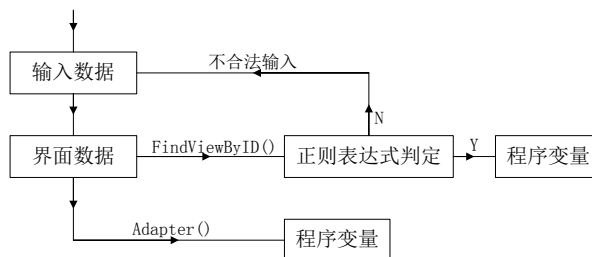 不合法输入
输入数据
N
FindViewByID()
Y
界面数据
正则表达式判定
程序变量
Adapter()
程序变量